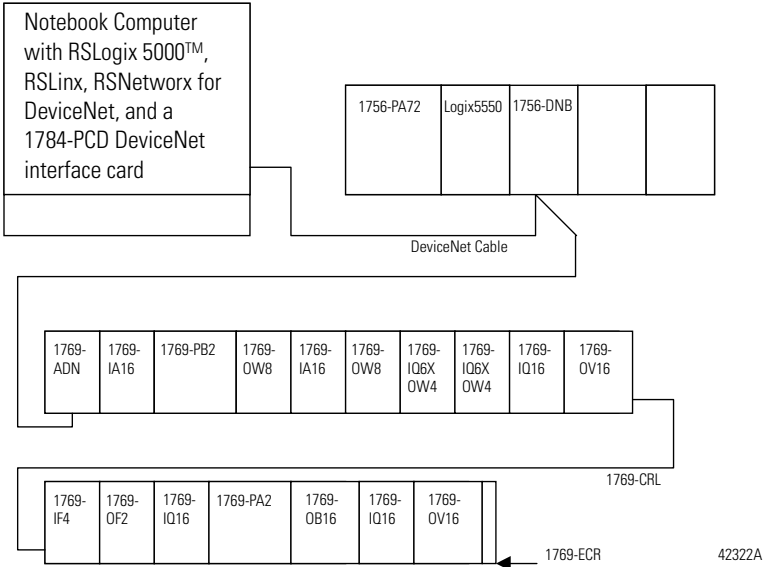 Notebook Computer
with RSLogix 5000™,
RSLinx, RSNetworx for
DeviceNet, and a
1784-PCD DeviceNet
interface card
1756-PA72
Logix5550
1756-DNB
DeviceNet Cable
1769-
ADN
1769-
IA16
1769-PB2
1769-
OW8
1769-
IA16
1769-
OW8
1769-
IQ6X
OW4
1769-
IQ6X
OW4
1769-
IQ16
1769-
OV16
1769-CRL
1769-
IF4
1769-
OF2
1769-
IQ16
1769-PA2
1769-
OB16
1769-
IQ16
1769-
OV16
1769-ECR
42322A